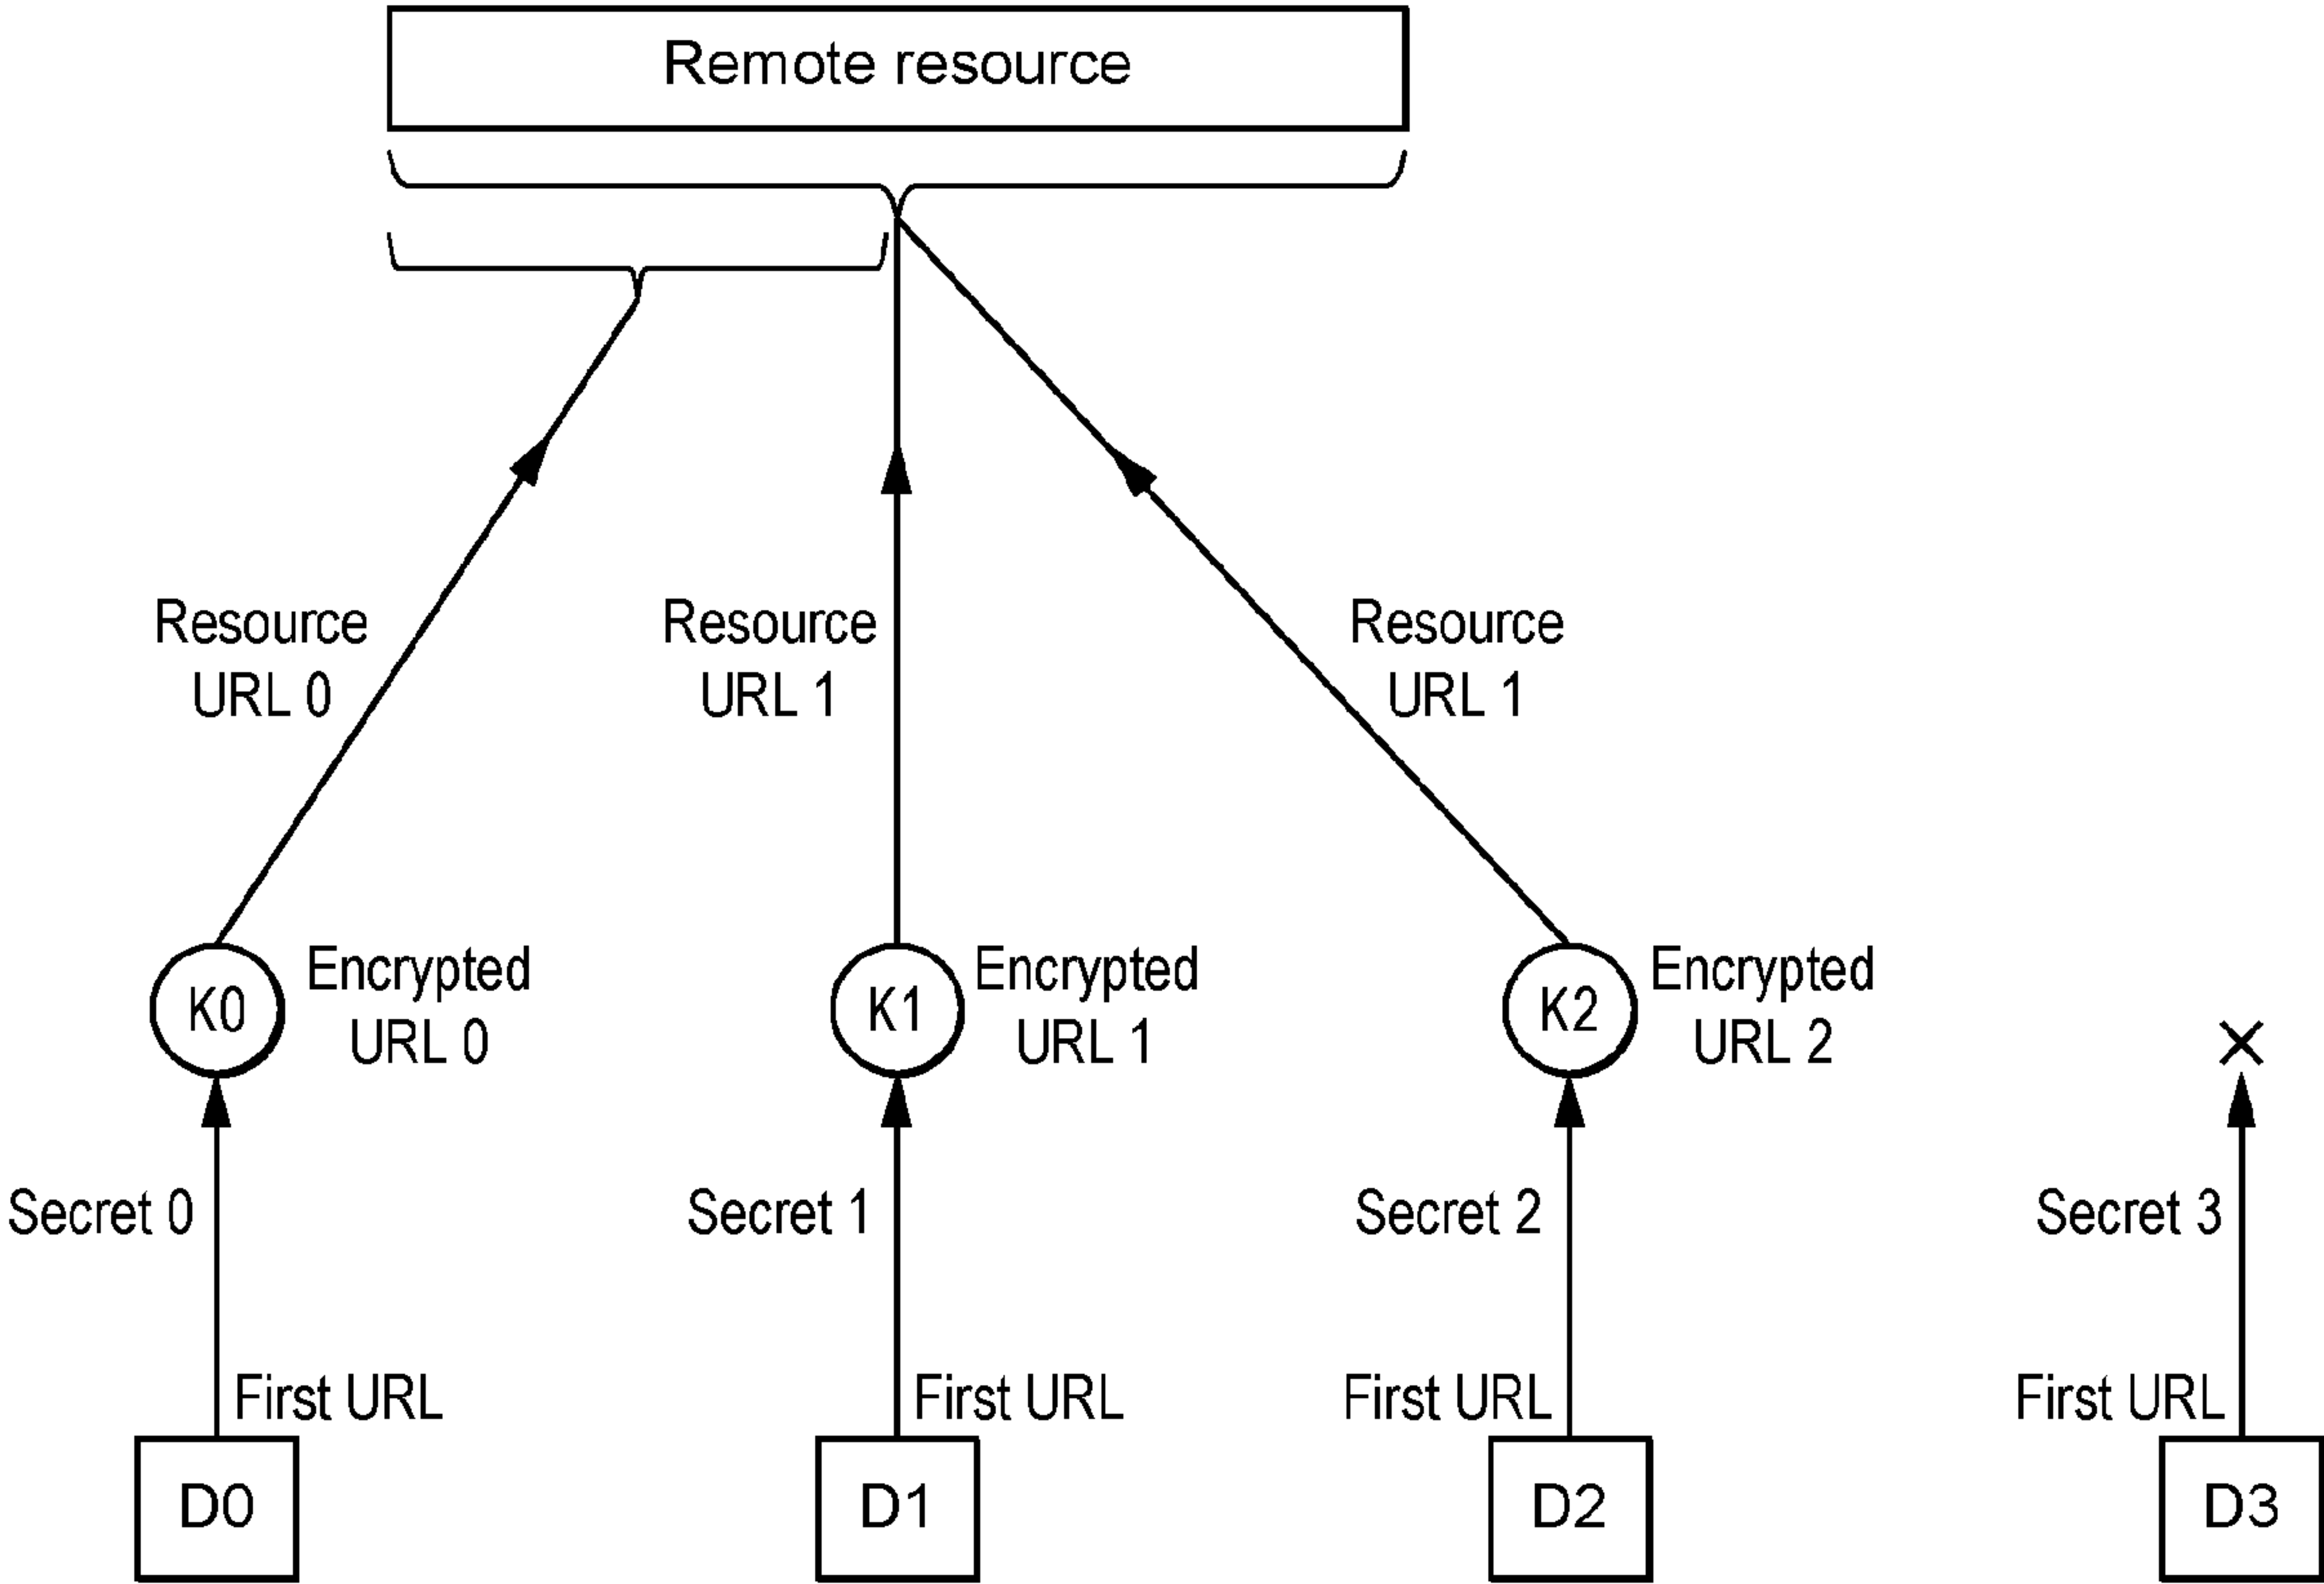 Remote resource
Resource
URL 0
Resource
URL 1
Resource
URL 1
K0
Encrypted
URL 0
K1
Encrypted
URL 1
K2
Encrypted
URL 2
Secret 0
Secret 1
Secret 2
Secret 3
First URL
First URL
First URL
First URL
D0
D1
D2
D3